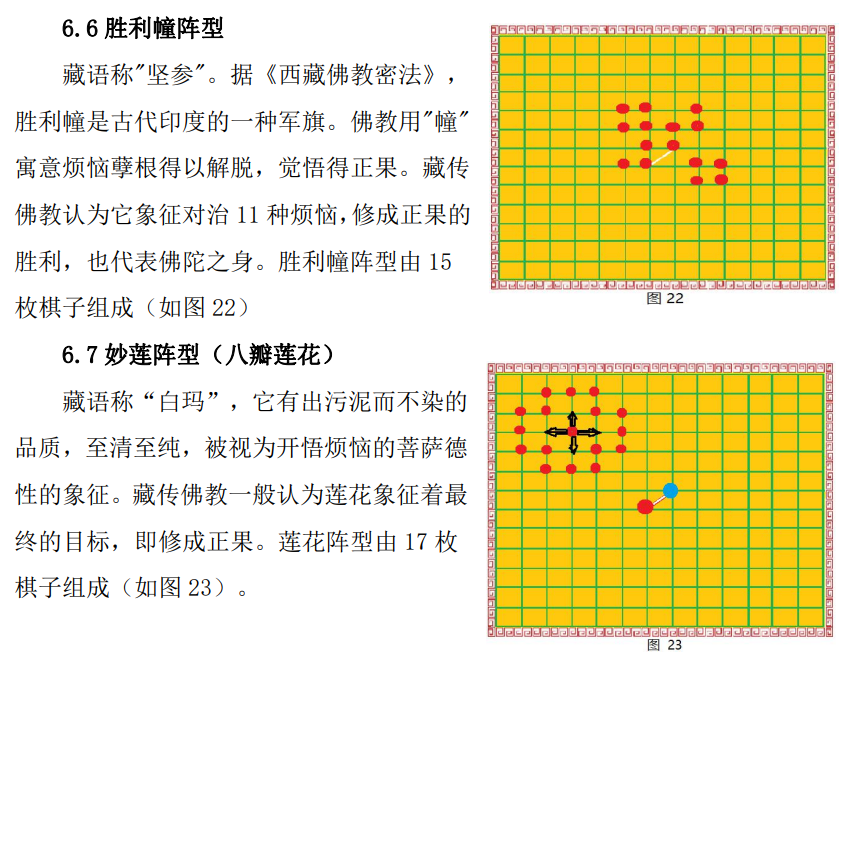 6.6 胜利幢阵型
藏语称"坚参"。据《西藏佛教密法》，
胜利幢是古代印度的一种军旗。佛教用"幢"
寓意烦恼孽根得以解脱，觉悟得正果。藏传
佛教认为它象征对治 11 种烦恼,修成正果的
胜利，也代表佛陀之身。胜利幢阵型由 15
枚棋子组成（如图 22）
图 22
6.7 妙莲阵型（八瓣莲花）
藏语称“白玛”，它有出污泥而不染的
品质，至清至纯，被视为开悟烦恼的菩萨德
性的象征。藏传佛教一般认为莲花象征着最
终的目标，即修成正果。莲花阵型由 17 枚
棋子组成（如图 23）。
图 23